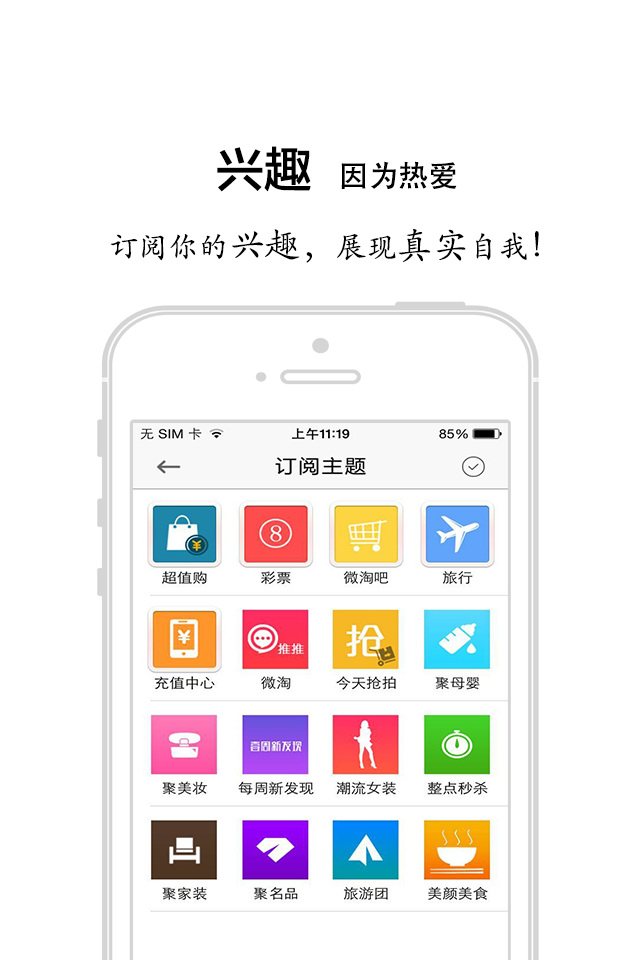 兴趣 因为热爱
订阅你的兴趣，展现真实自我！
无 SIM 卡 上午11:19 85%
订阅主题
8 ¥
超值购 彩票 微淘吧 旅行
¥ 推推 抢
充值中心 微淘 今天抢拍 聚母婴
每周新发现
聚美妆 每周新发现 潮流女装 整点秒杀
聚家装 聚名品 旅游团 美颜美食